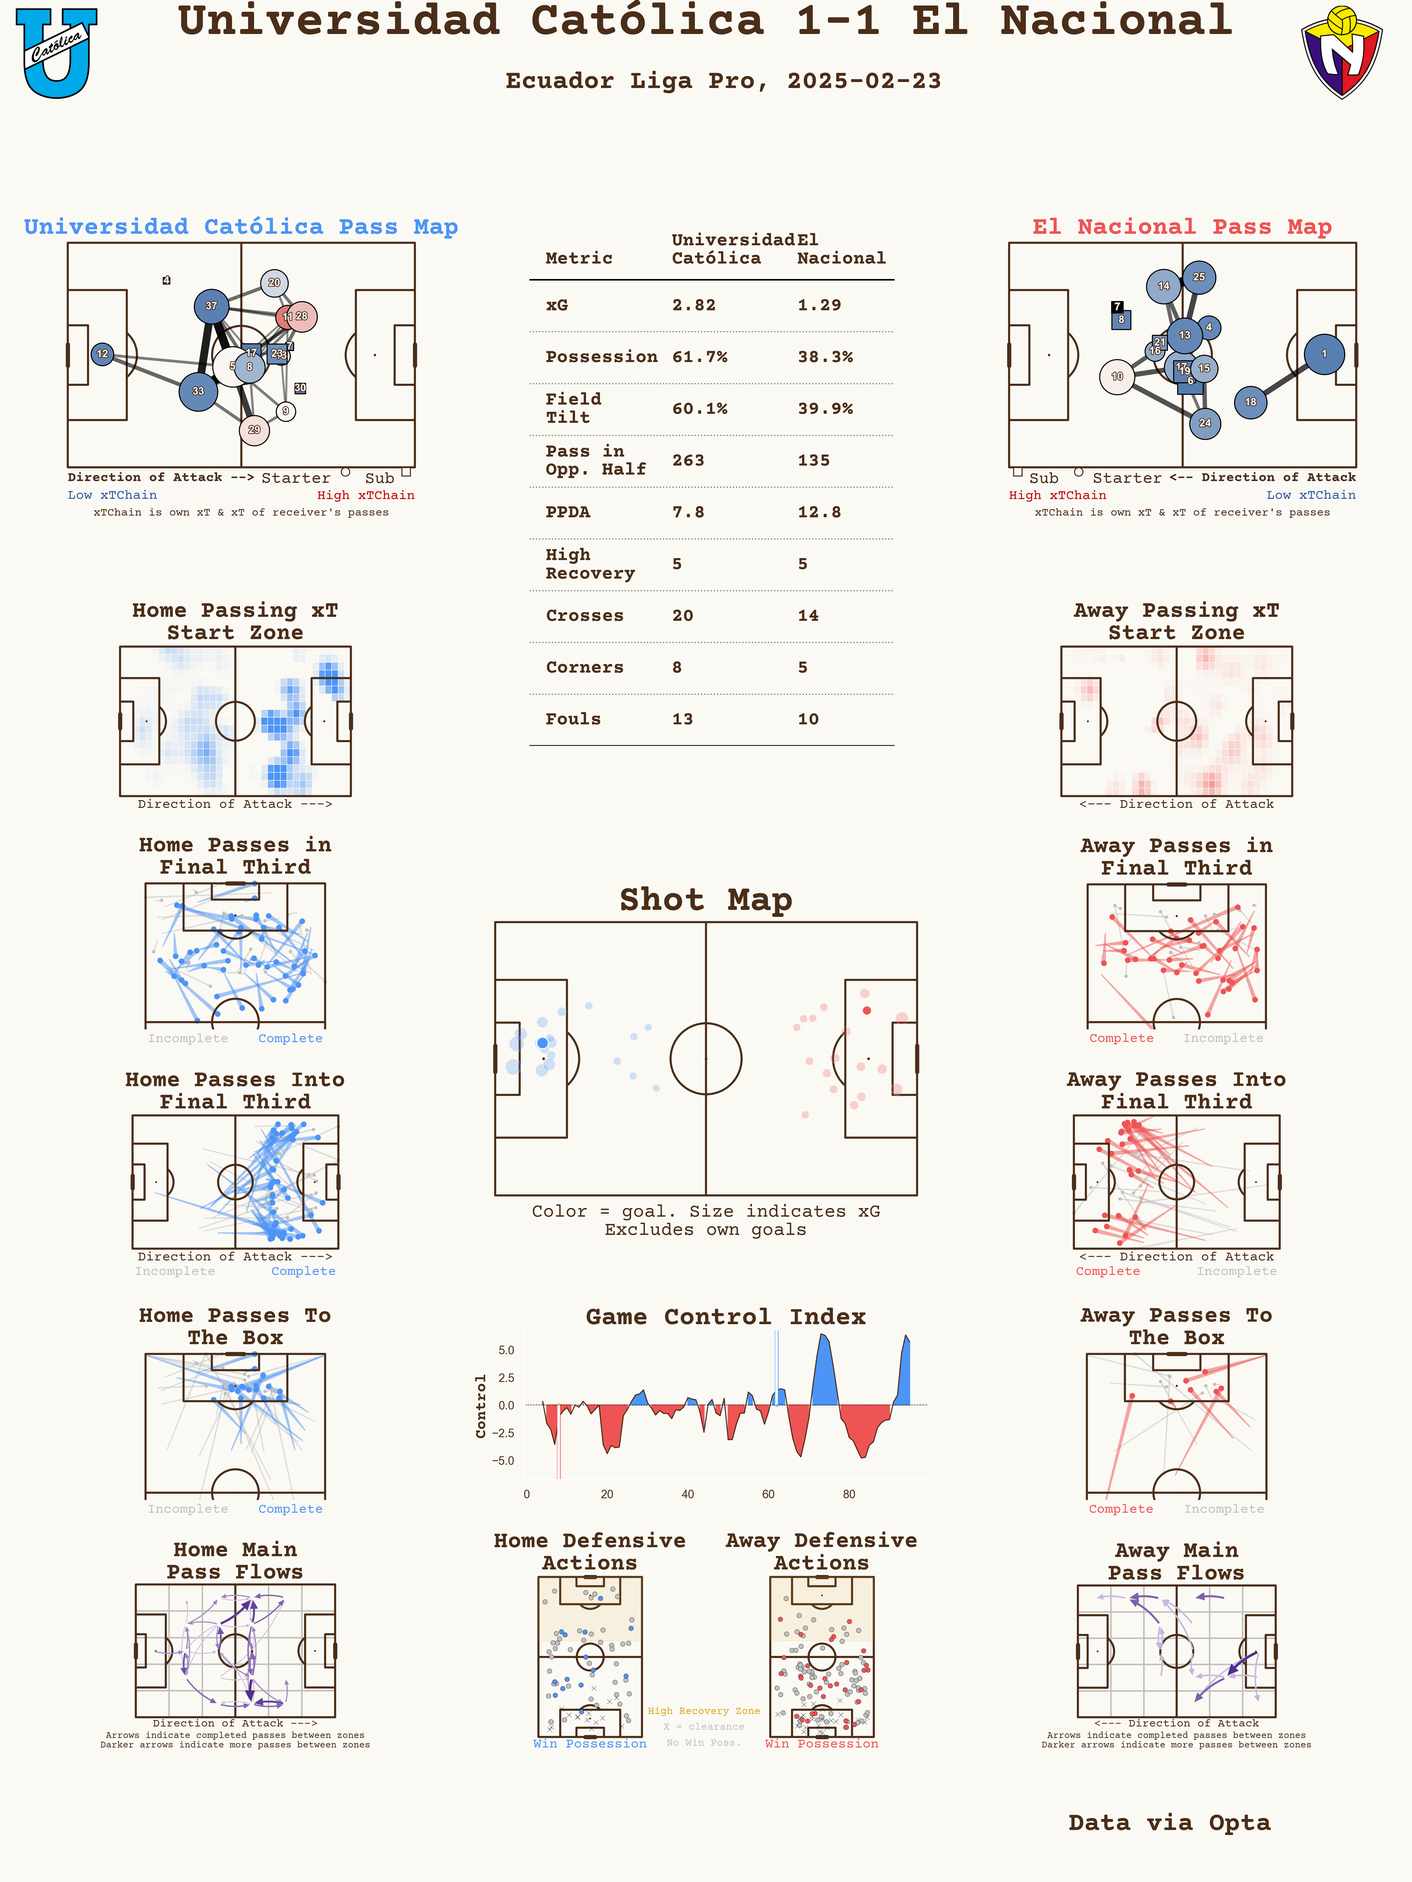 Universidad Católica 1-1 El Nacional
Católica
Ecuador Liga Pro, 2025-02-23
Universidad Católica Pass Map
4
20
37
11
28
7
17
23
3
12
5
8
33
30
9
29
Direction of Attack --> Starter Sub
Low xTChain High xTChain
xTChain is own xT & xT of receiver's passes
Metric Universidad Católica El Nacional
xG 2.82 1.29
Possession 61.7% 38.3%
Field Tilt 60.1% 39.9%
Pass in Opp. Half 263 135
PPDA 7.8 12.8
High Recovery 5 5
Crosses 20 14
Corners 8 5
Fouls 13 10
El Nacional Pass Map
25
14
7
8
4
13
21
16
1
10
17
19
15
6
18
24
Sub Starter <-- Direction of Attack
High xTChain Low xTChain
xTChain is own xT & xT of receiver's passes
Home Passing xT
Start Zone
Direction of Attack --->
Away Passing xT
Start Zone
<--- Direction of Attack
Home Passes in
Final Third
Incomplete Complete
Shot Map
Color = goal. Size indicates xG
Excludes own goals
Away Passes in
Final Third
Complete Incomplete
Home Passes Into
Final Third
Direction of Attack --->
Incomplete Complete
Away Passes Into
Final Third
<--- Direction of Attack
Complete Incomplete
Home Passes To
The Box
Incomplete Complete
Game Control Index
Control
5.0
2.5
0.0
−2.5
−5.0
0 20 40 60 80
Away Passes To
The Box
Complete Incomplete
Home Main
Pass Flows
Direction of Attack --->
Arrows indicate completed passes between zones
Darker arrows indicate more passes between zones
Home Defensive
Actions
Win Possession
High Recovery Zone
X = clearance
No Win Poss.
Away Defensive
Actions
Win Possession
Away Main
Pass Flows
<--- Direction of Attack
Arrows indicate completed passes between zones
Darker arrows indicate more passes between zones
Data via Opta